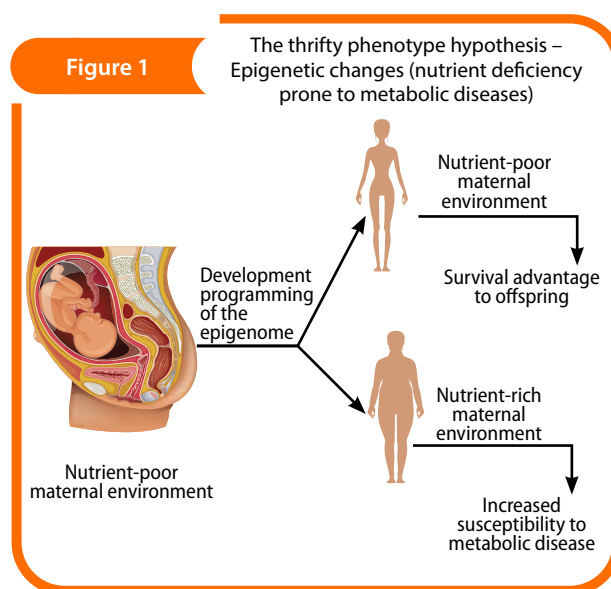 Figure 1
The thrifty phenotype hypothesis –
Epigenetic changes (nutrient deficiency
prone to metabolic diseases)
Nutrient-poor
maternal environment
Development
programming
of the
epigenome
Nutrient-poor
maternal
environment
Survival advantage
to offspring
Nutrient-rich
maternal
environment
Increased
susceptibility to
metabolic disease